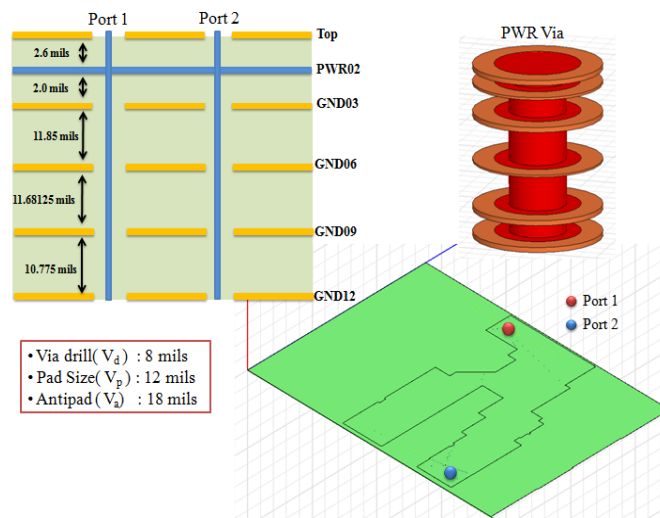 Port 1
Port 2
Top
2.6 mils
PWR02
2.0 mils
GND03
11.85 mils
GND06
11.68125mils
GND09
10.775 mils
GND12
PWR Via
Port 1
Port 2
• Via drill( Vd ) : 8 mils
• Pad Size( Vp ) : 12 mils
• Antipad ( Va ) : 18 mils